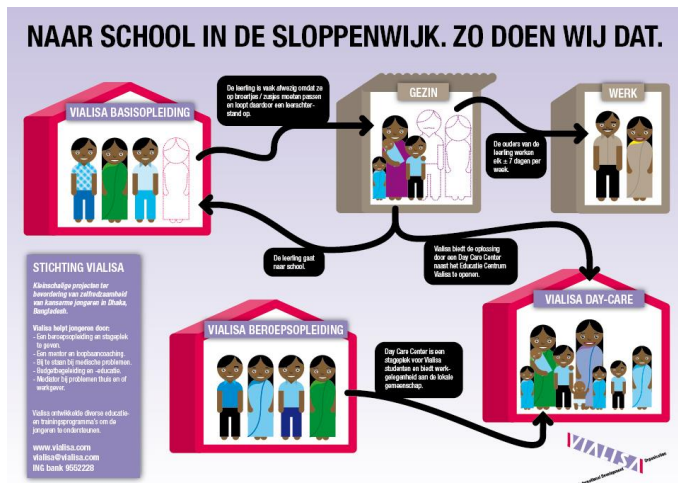 NAAR SCHOOL IN DE SLOPPENWIJK. ZO DOEN WIJ DAT.
VIALISA BASISOPLEIDING
De leerling is vaak afwezig omdat ze
op broertjes / zusjes moeten passen
en loopt daardoor een leerachter-
stand op.
GEZIN
WERK
De ouders van de
leerling werken
elk ± 7 dagen per
week.
De leerling gaat
naar school.
Vialisa biedt de oplossing
door een Day Care Center
naast het Educatie Centrum
Vialisa te openen.
STICHTING VIALISA
Kleinschalige projecten ter
bevordering van zelfredzaamheid
van kansarme jongeren in Dhaka,
Bangladesh.
Vialisa helpt jongeren door:
- Een beroepsopleiding en stageplek
te geven.
- Een mentor en loopbaancoaching.
- Bij te staan bij medische problemen.
- Budgetbegeleiding en -educatie.
- Mediator bij problemen thuis en of
werkgever.
Vialisa ontwikkelde diverse educatie-
en trainingsprogramma's om de
jongeren te ondersteunen.
www.vialisa.com
vialisa@vialisa.com
ING bank 9552228
VIALISA BEROEPSOPLEIDING
Day Care Center is een
stageplek voor Vialisa
studenten en biedt werk-
gelegenheid aan de lokale
gemeenschap.
VIALISA DAY-CARE
VIALISA
Development Organisation